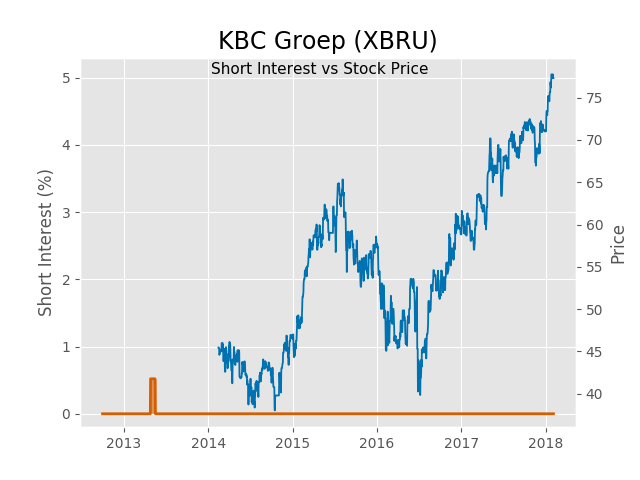 KBC Groep (XBRU)
Short Interest vs Stock Price
Short Interest (%)
5
4
3
2
1
0
75
70
65
60
55
50
45
40
Price
2013 2014 2015 2016 2017 2018